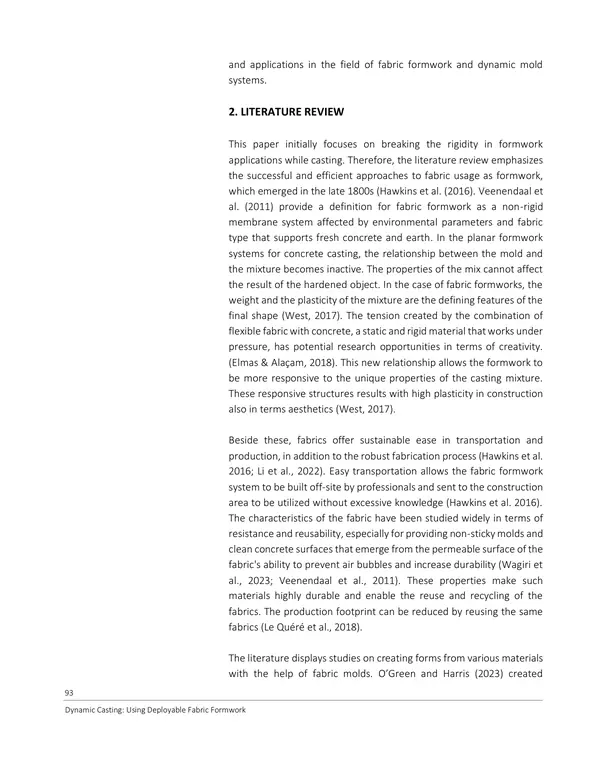 and applications in the field of fabric formwork and dynamic mold
systems.
2. LITERATURE REVIEW
This paper initially focuses on breaking the rigidity in formwork
applications while casting. Therefore, the literature review emphasizes
the successful and efficient approaches to fabric usage as formwork,
which emerged in the late 1800s (Hawkins et al. (2016). Veenendaal et
al. (2011) provide a definition for fabric formwork as a non-rigid
membrane system affected by environmental parameters and fabric
type that supports fresh concrete and earth. In the planar formwork
systems for concrete casting, the relationship between the mold and
the mixture becomes inactive. The properties of the mix cannot affect
the result of the hardened object. In the case of fabric formworks, the
weight and the plasticity of the mixture are the defining features of the
final shape (West, 2017). The tension created by the combination of
flexible fabric with concrete, a static and rigid material that works under
pressure, has potential research opportunities in terms of creativity.
(Elmas & Alaçam, 2018). This new relationship allows the formwork to
be more responsive to the unique properties of the casting mixture.
These responsive structures results with high plasticity in construction
also in terms aesthetics (West, 2017).
Beside these, fabrics offer sustainable ease in transportation and
production, in addition to the robust fabrication process (Hawkins et al.
2016; Li et al., 2022). Easy transportation allows the fabric formwork
system to be built off-site by professionals and sent to the construction
area to be utilized without excessive knowledge (Hawkins et al. 2016).
The characteristics of the fabric have been studied widely in terms of
resistance and reusability, especially for providing non-sticky molds and
clean concrete surfaces that emerge from the permeable surface of the
fabric's ability to prevent air bubbles and increase durability (Wagiri et
al., 2023; Veenendaal et al., 2011). These properties make such
materials highly durable and enable the reuse and recycling of the
fabrics. The production footprint can be reduced by reusing the same
fabrics (Le Quéré et al., 2018).
The literature displays studies on creating forms from various materials
with the help of fabric molds. O’Green and Harris (2023) created
93
Dynamic Casting: Using Deployable Fabric Formwork